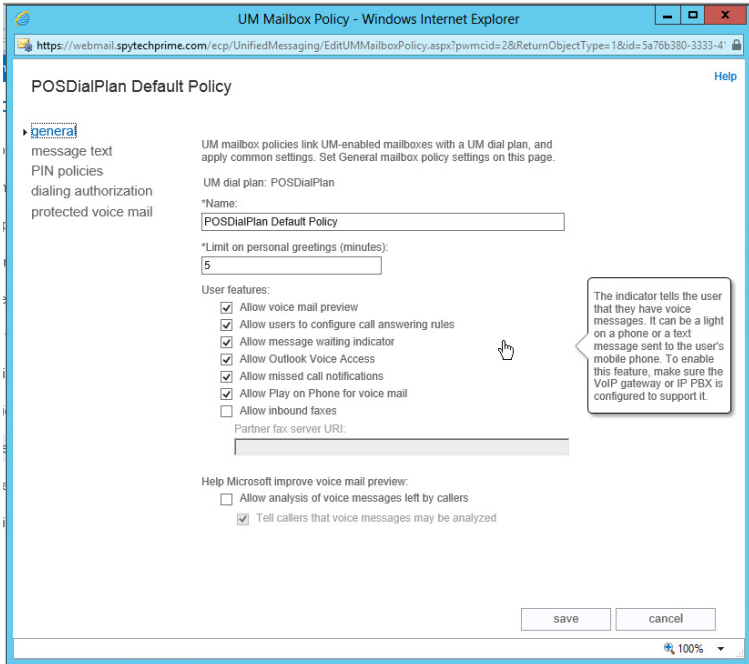 UM Mailbox Policy - Windows Internet Explorer
https://webmail.spytechprime.com/ecp/UnifiedMessaging/EditUMMailboxPolicy.aspx?pwmcid=2&ReturnObjectType=1&id=5a76b380-3333-4
Help
POSDialPlan Default Policy
general
message text
PIN policies
dialing authorization
protected voice mail
UM mailbox policies link UM-enabled mailboxes with a UM dial plan, and
apply common settings. Set General mailbox policy settings on this page.
UM dial plan: POSDialPlan
*Name:
POSDialPlan Default Policy
*Limit on personal greetings (minutes):
5
User features:
Allow voice mail preview
Allow users to configure call answering rules
Allow message waiting indicator
Allow Outlook Voice Access
Allow missed call notifications
Allow Play on Phone for voice mail
Allow inbound faxes
Partner fax server URI:
The indicator tells the user
that they have voice
messages. It can be a light
on a phone or a text
message sent to the user's
mobile phone. To enable
this feature, make sure the
VoIP gateway or IP PBX is
configured to support it.
Help Microsoft improve voice mail preview:
Allow analysis of voice messages left by callers
Tell callers that voice messages may be analyzed
save
cancel
100%